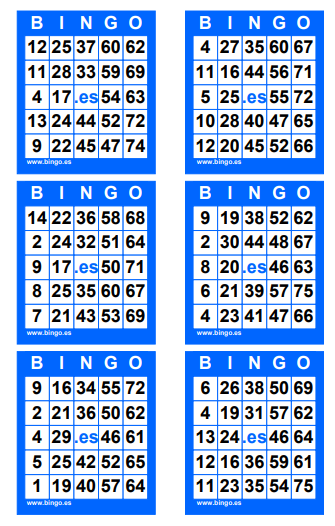 B I N G O
12 25 37 60 62
11 28 33 59 69
4 17 .es 54 63
13 24 44 52 72
9 22 45 47 74
www.bingo.es
B I N G O
4 27 35 60 67
11 16 44 56 71
5 25 .es 55 72
10 28 40 47 65
12 20 45 52 66
www.bingo.es
B I N G O
14 22 36 58 68
2 24 32 51 64
9 17 .es 50 71
8 25 35 60 67
7 21 43 53 69
www.bingo.es
B I N G O
9 19 38 52 62
2 30 44 48 67
8 20 .es 46 63
6 21 39 57 75
4 23 41 47 66
www.bingo.es
B I N G O
9 16 34 55 72
2 21 36 50 62
4 29 .es 46 61
5 25 42 52 65
1 19 40 57 64
www.bingo.es
B I N G O
6 26 38 50 69
4 19 31 57 62
13 24 .es 46 64
12 16 36 59 61
11 23 35 54 75
www.bingo.es